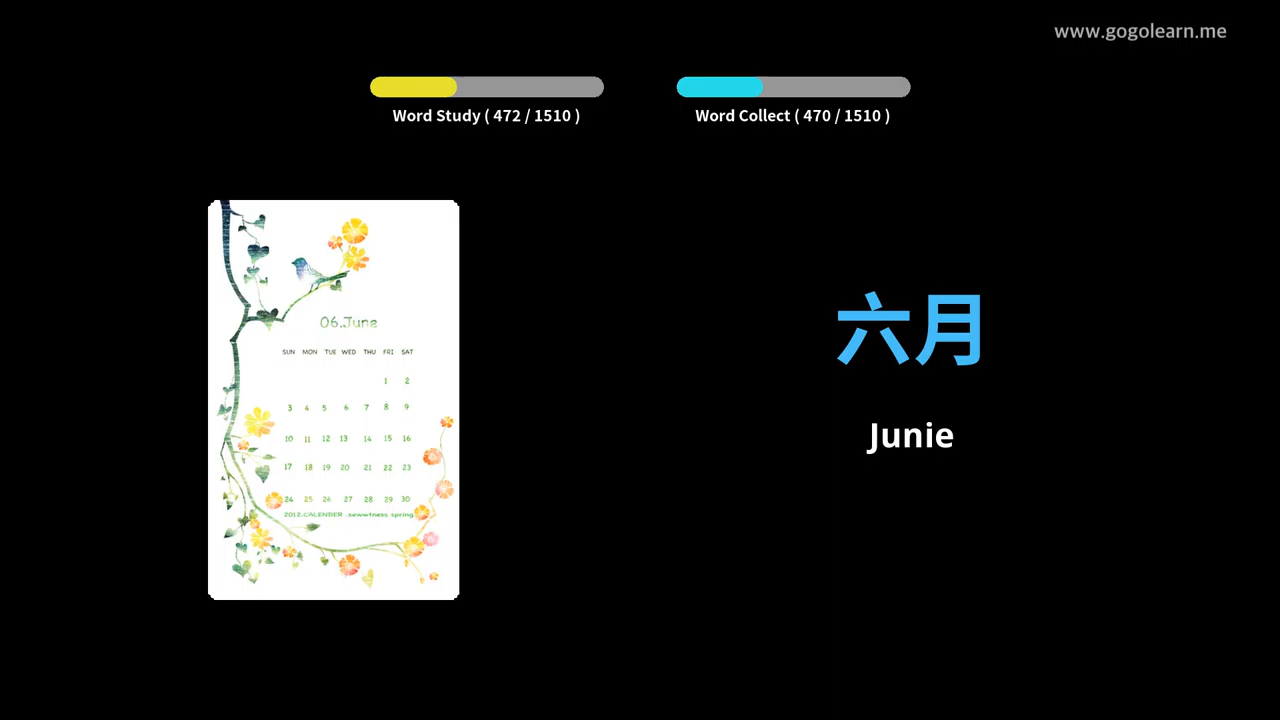 www.gogolearn.me
Word Study ( 472 / 1510 )
Word Collect ( 470 / 1510 )
06.June
SUN MON TUE WED THU FRI SAT
1 2
3 4 5 6 7 8 9
10 11 12 13 14 15 16
17 18 19 20 21 22 23
24 25 26 27 28 29 30
2012.CALENDER .sewwtness spring
六月
Junie